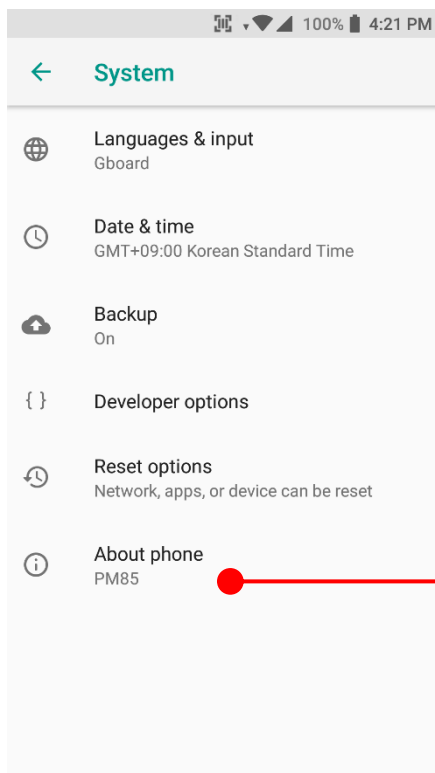 100% 4:21 PM
System
Languages & input
Gboard
Date & time
GMT+09:00 Korean Standard Time
Backup
On
{ } Developer options
Reset options
Network, apps, or device can be reset
About phone
PM85